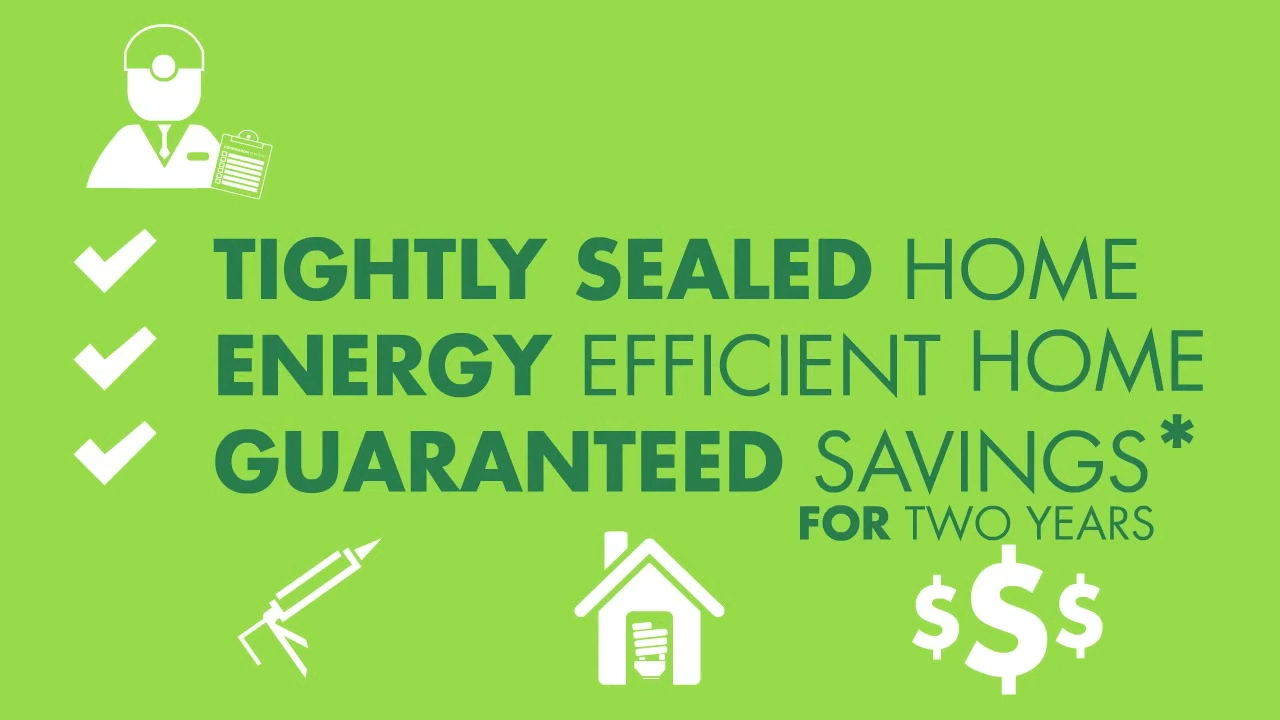 TIGHTLY SEALED HOME
ENERGY EFFICIENT HOME
GUARANTEED SAVINGS*
FOR TWO YEARS
$$$